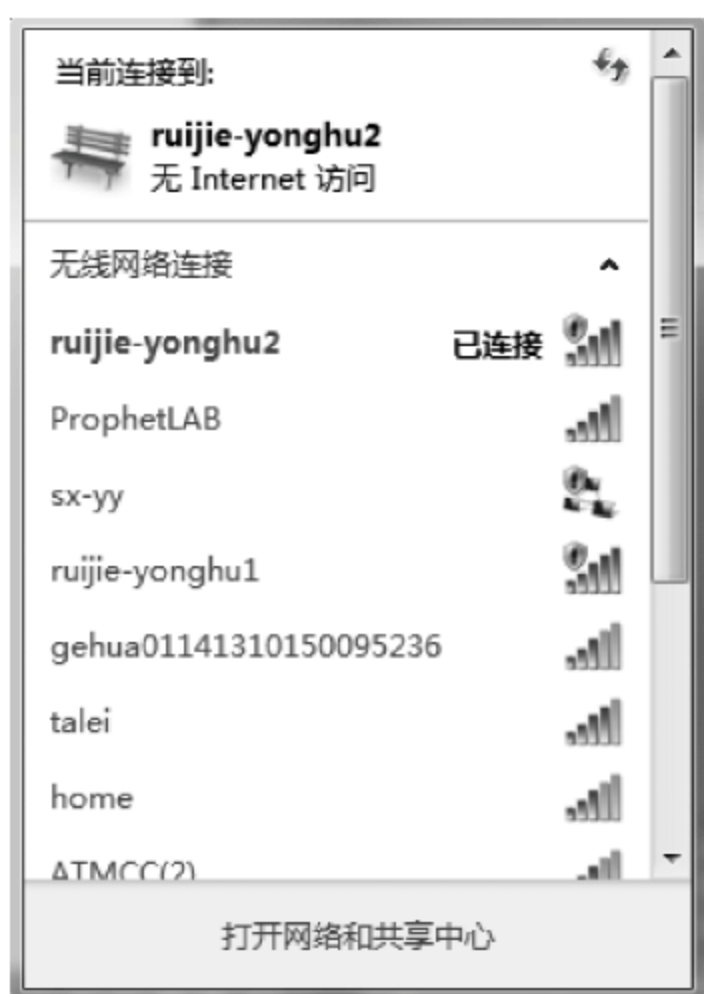 当前连接到:
ruijie-yonghu2
无 Internet 访问
无线网络连接
ruijie-yonghu2 已连接
ProphetLAB
sx-yy
ruijie-yonghu1
gehua01141310150095236
talei
home
ATMCC(2)
打开网络和共享中心